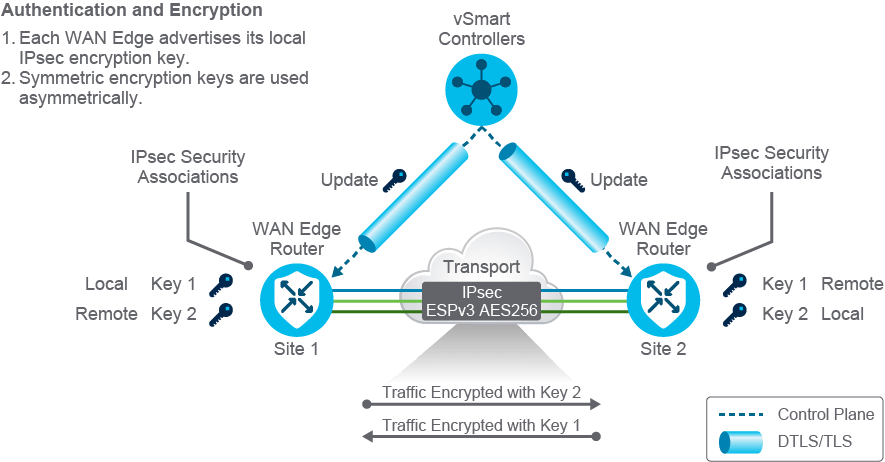 Authentication and Encryption
1. Each WAN Edge advertises its local
IPsec encryption key.
2. Symmetric encryption keys are used
asymmetrically.
vSmart
Controllers
IPsec Security
Associations
Update
Update
IPsec Security
Associations
WAN Edge
Router
WAN Edge
Router
Transport
IPsec
ESPv3 AES256
Local Key 1
Remote Key 2
Key 1 Remote
Key 2 Local
Site 1
Site 2
Traffic Encrypted with Key 2
Traffic Encrypted with Key 1
Control Plane
DTLS/TLS